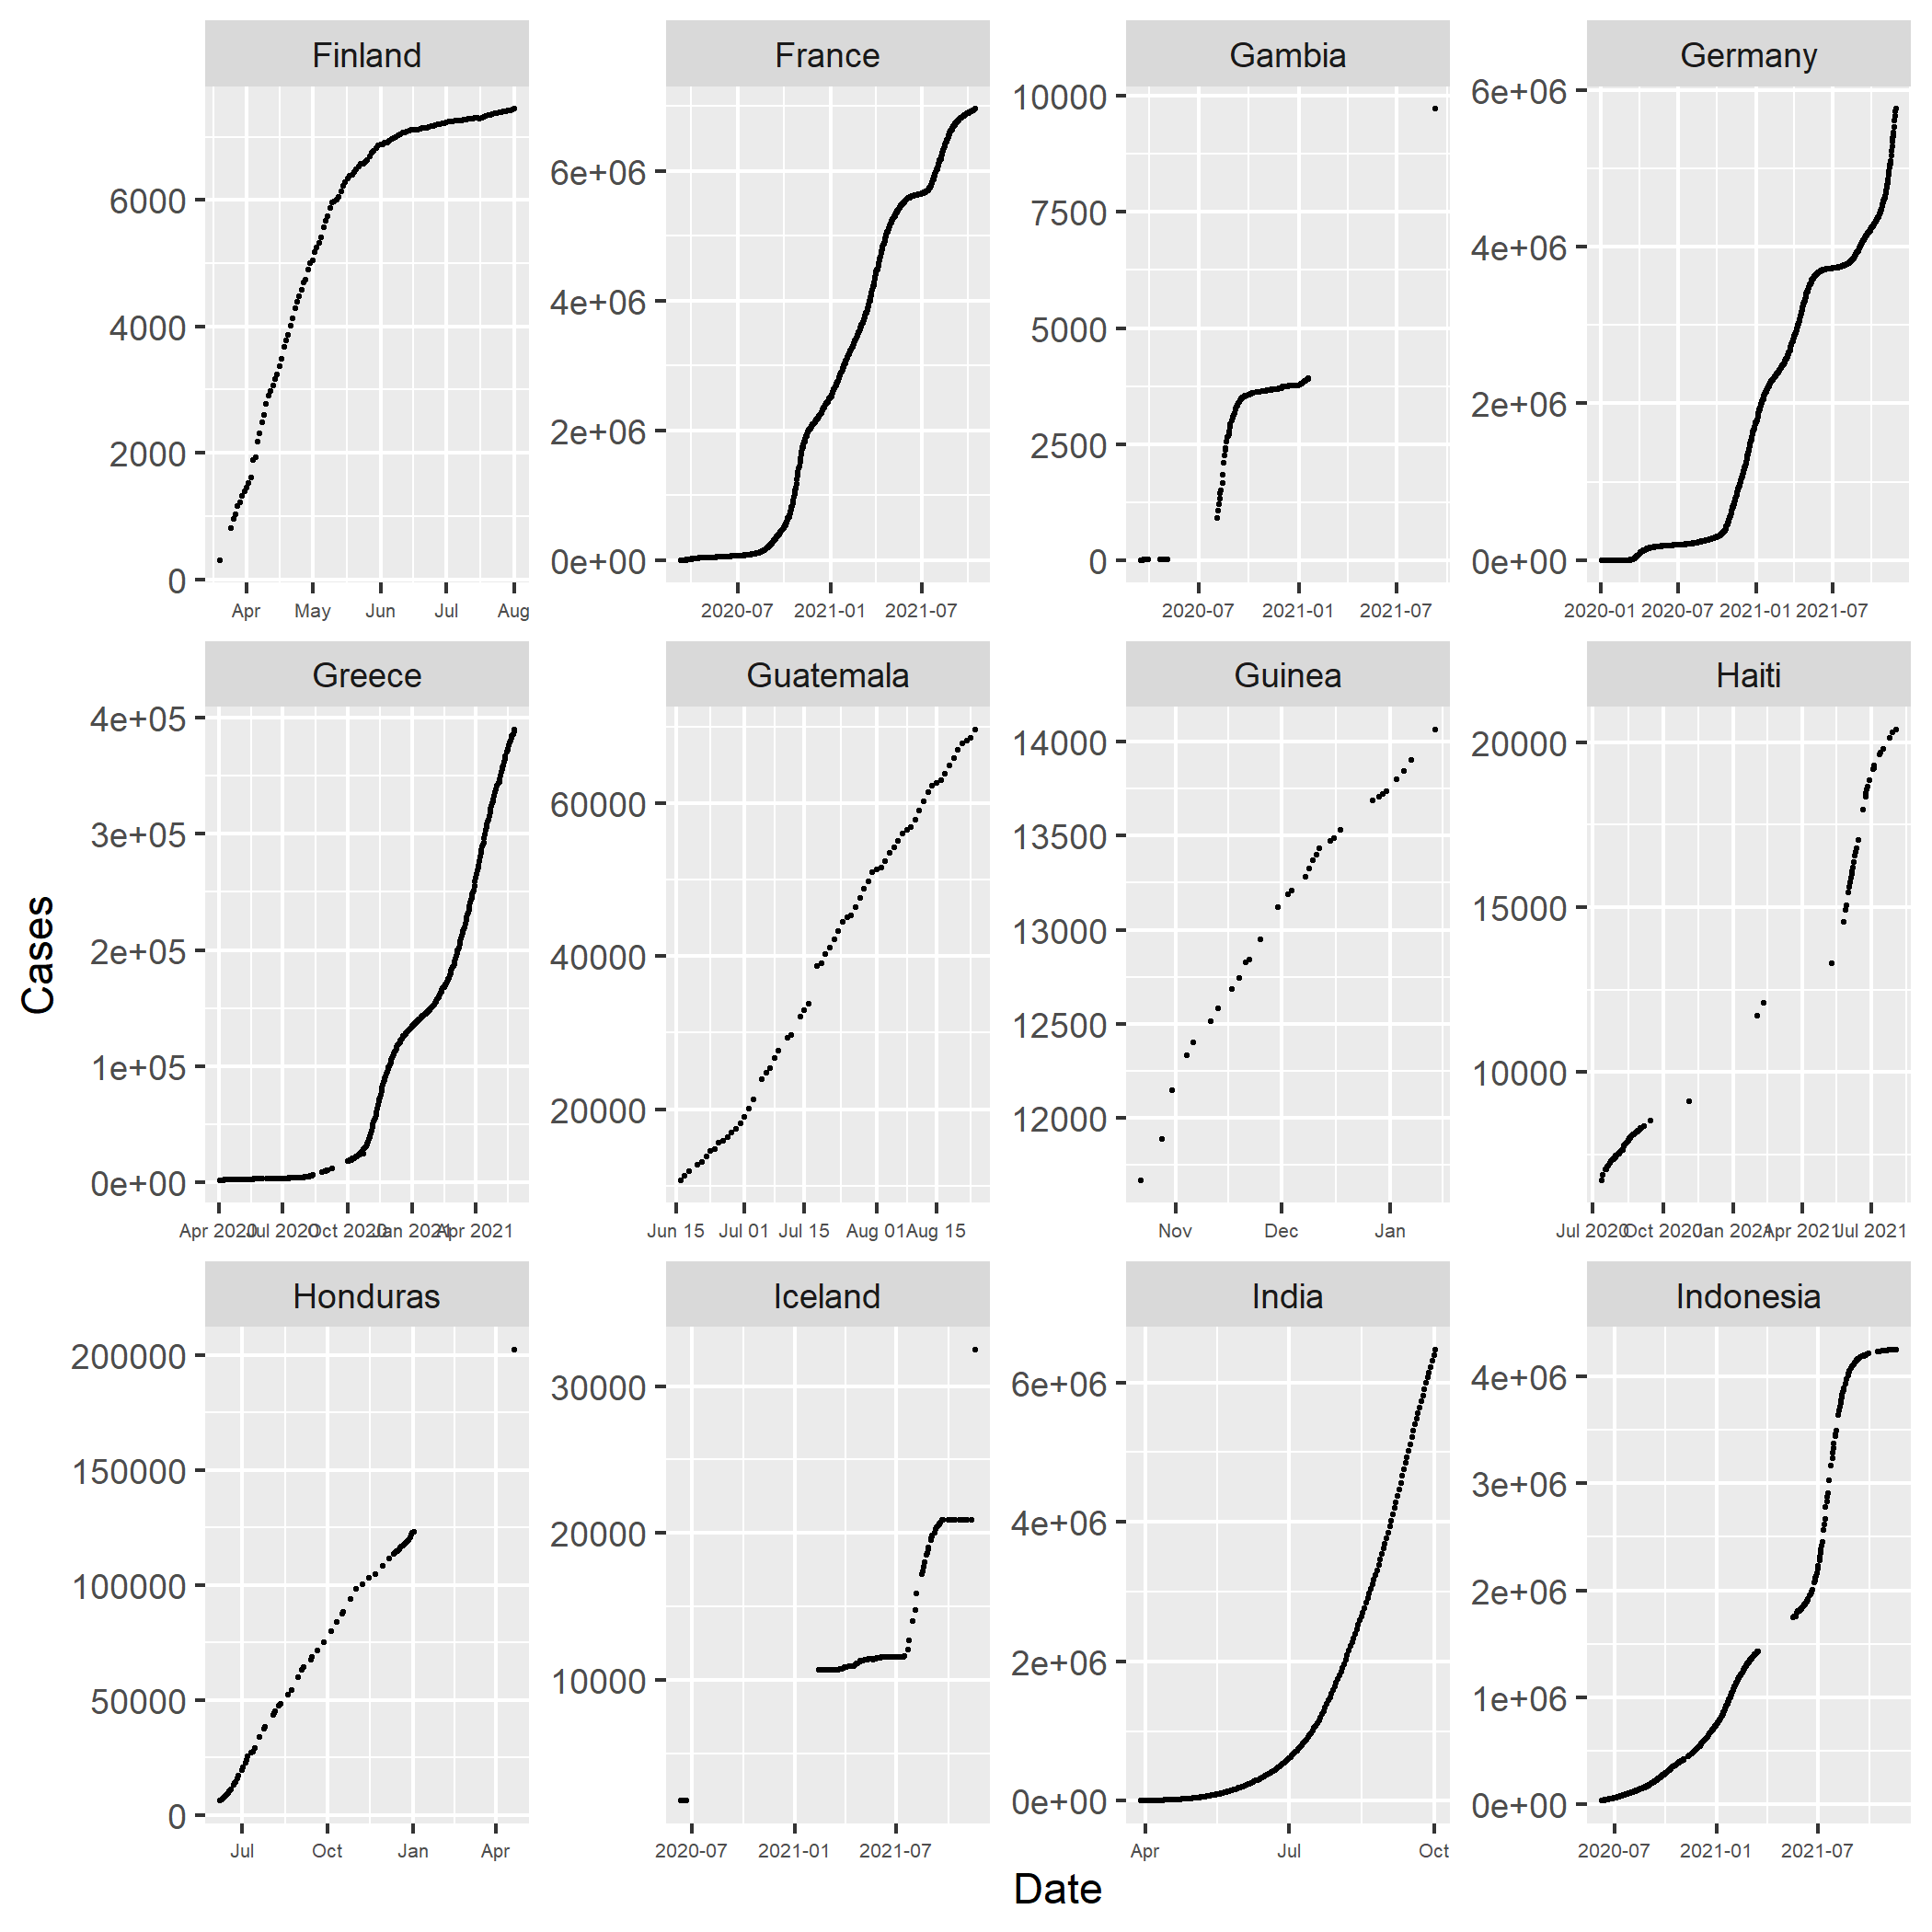 Finland
France
Gambia
Germany
6000
4000
2000
0
6e+06
4e+06
2e+06
0e+00
10000
7500
5000
2500
0
6e+06
4e+06
2e+06
0e+00
Apr May Jun Jul Aug
2020-07 2021-01 2021-07
2020-07 2021-01 2021-07
2020-01 2020-07 2021-01 2021-07
Greece
Guatemala
Guinea
Haiti
4e+05
3e+05
2e+05
1e+05
0e+00
60000
40000
20000
14000
13500
13000
12500
12000
20000
15000
10000
Apr 2020 Jul 2020 Oct 2020 Jan 2021 Apr 2021
Jun 15 Jul 01 Jul 15 Aug 01 Aug 15
Nov Dec Jan
Jul 2020 Oct 2020 Jan 2021 Apr 2021 Jul 2021
Cases
Honduras
Iceland
India
Indonesia
200000
150000
100000
50000
0
30000
20000
10000
6e+06
4e+06
2e+06
0e+00
4e+06
3e+06
2e+06
1e+06
0e+00
Jul Oct Jan Apr
2020-07 2021-01 2021-07
Apr Jul Oct
2020-07 2021-01 2021-07
Date